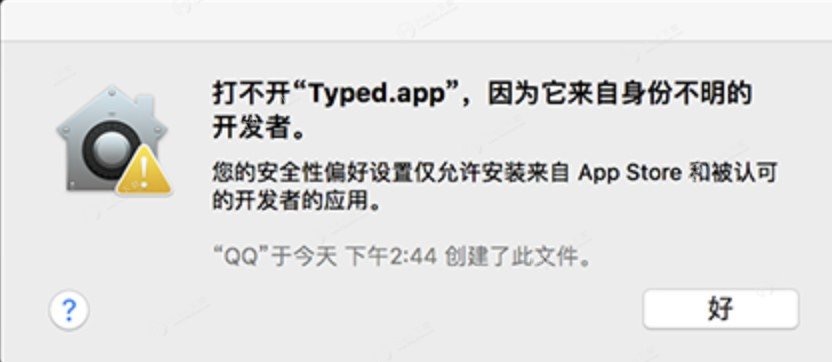 打不开“Typed.app”，因为它来自身份不明的
开发者。
您的安全性偏好设置仅允许安装来自 App Store 和被认可
的开发者的应用。
“QQ”于今天 下午2:44 创建了此文件。
?
好